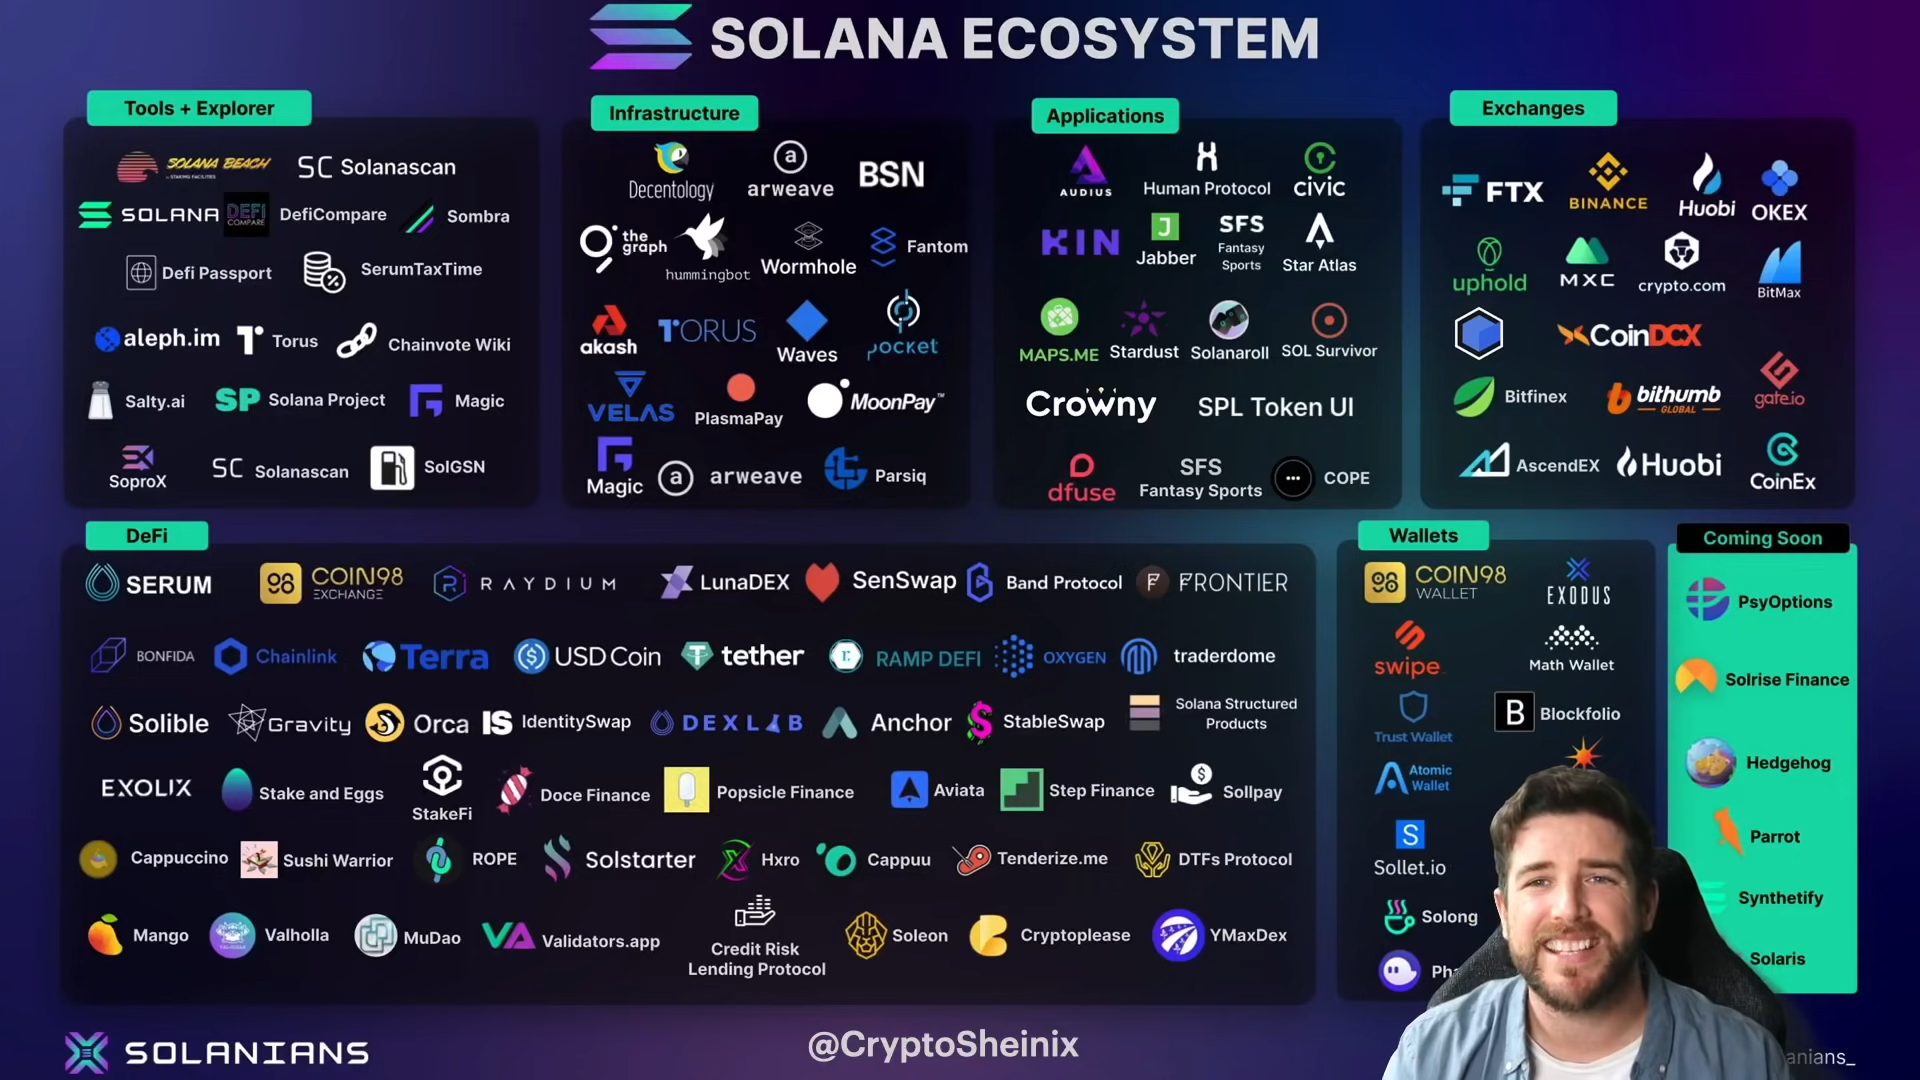 SOLANA ECOSYSTEM
Tools + Explorer
SOLANA BEACH
SC Solanascan
SOLANA
DEFI COMPARE
DefiCompare
Sombra
Defi Passport
SerumTaxTime
aleph.im
Torus
Chainvote Wiki
Salty.ai
SP Solana Project
Magic
SoproX
SC Solanascan
SolGSN
Infrastructure
Decentology
a
arweave
BSN
the graph
hummingbot
Wormhole
Fantom
akash
TORUS
Waves
pocket
VELAS
PlasmaPay
MoonPay™
Magic
a arweave
Parsiq
Applications
AUDIUS
Human Protocol
CIVIC
KIN
J
Jabber
SFS
Fantasy
Sports
Star Atlas
MAPS.ME
Stardust
Solanaroll
SOL Survivor
Crowny
SPL Token UI
dfuse
SFS
Fantasy Sports
COPE
Exchanges
FTX
BINANCE
Huobi
OKEX
uphold
MXC
crypto.com
BitMax
CoinDCX
Bitfinex
bithumb
GLOBAL
gate.io
AscendEX
Huobi
CoinEx
DeFi
SERUM
98 COIN98
EXCHANGE
RAYDIUM
LunaDEX
SenSwap
Band Protocol
F FRONTIER
BONFIDA
Chainlink
Terra
USD Coin
tether
r. RAMP DEFI
OXYGEN
traderdome
Solible
Gravity
Orca
IS IdentitySwap
DEXLAB
Anchor
StableSwap
Solana Structured
Products
EXOLIX
Stake and Eggs
StakeFi
Doce Finance
Popsicle Finance
Aviata
Step Finance
Sollpay
Cappuccino
Sushi Warrior
ROPE
Solstarter
Hxro
Cappuu
Tenderize.me
DTFs Protocol
Mango
Valholla
MuDao
VA Validators.app
Credit Risk
Lending Protocol
Soleon
Cryptoplease
YMaxDex
Wallets
98 COIN98
WALLET
EXODUS
swipe
Math Wallet
Trust Wallet
B Blockfolio
Atomic
Wallet
S
Sollet.io
Solong
Pha
Coming Soon
PsyOptions
Solrise Finance
Hedgehog
Parrot
Synthetify
Solaris
SOLANIANS
@CryptoSheinix
anians_